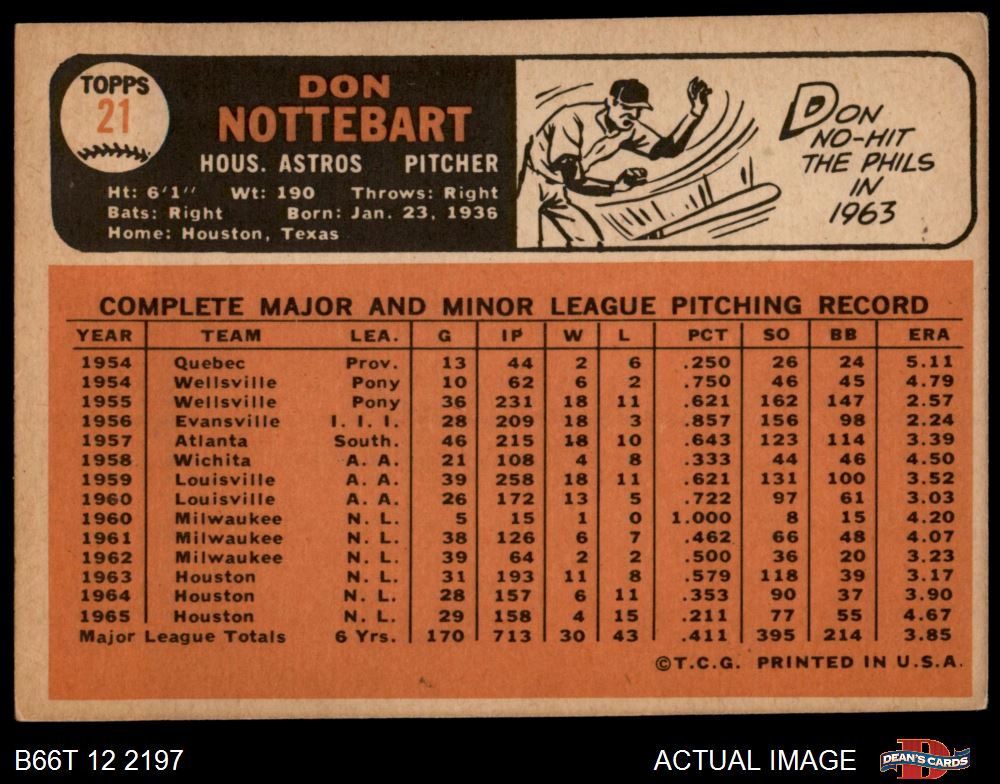 TOPPS
21
DON
NOTTEBART
HOUS. ASTROS PITCHER
Ht: 6'1" Wt: 190 Throws: Right
Bats: Right Born: Jan. 23, 1936
Home: Houston, Texas
DON
NO-HIT
THE PHILS
IN
1963
COMPLETE MAJOR AND MINOR LEAGUE PITCHING RECORD
YEAR TEAM LEA. G IP W L PCT SO BB ERA
1954 Quebec Prov. 13 44 2 6 .250 26 24 5.11
1954 Wellsville Pony 10 62 6 2 .750 46 45 4.79
1955 Wellsville Pony 36 231 18 11 .621 162 147 2.57
1956 Evansville I. I. I. 28 209 18 3 .857 156 98 2.24
1957 Atlanta South. 46 215 18 10 .643 123 114 3.39
1958 Wichita A. A. 21 108 4 8 .333 44 46 4.50
1959 Louisville A. A. 39 258 18 11 .621 131 100 3.52
1960 Louisville A. A. 26 172 13 5 .722 97 61 3.03
1960 Milwaukee N. L. 5 15 1 0 1.000 8 15 4.20
1961 Milwaukee N. L. 38 126 6 7 .462 66 48 4.07
1962 Milwaukee N. L. 39 64 2 2 .500 36 20 3.23
1963 Houston N. L. 31 193 11 8 .579 118 39 3.17
1964 Houston N. L. 28 157 6 11 .353 90 37 3.90
1965 Houston N. L. 29 158 4 15 .211 77 55 4.67
Major League Totals 6 Yrs. 170 713 30 43 .411 395 214 3.85
©T.C.G. PRINTED IN U.S.A.
B66T 12 2197 ACTUAL IMAGE DEAN'S CARDS